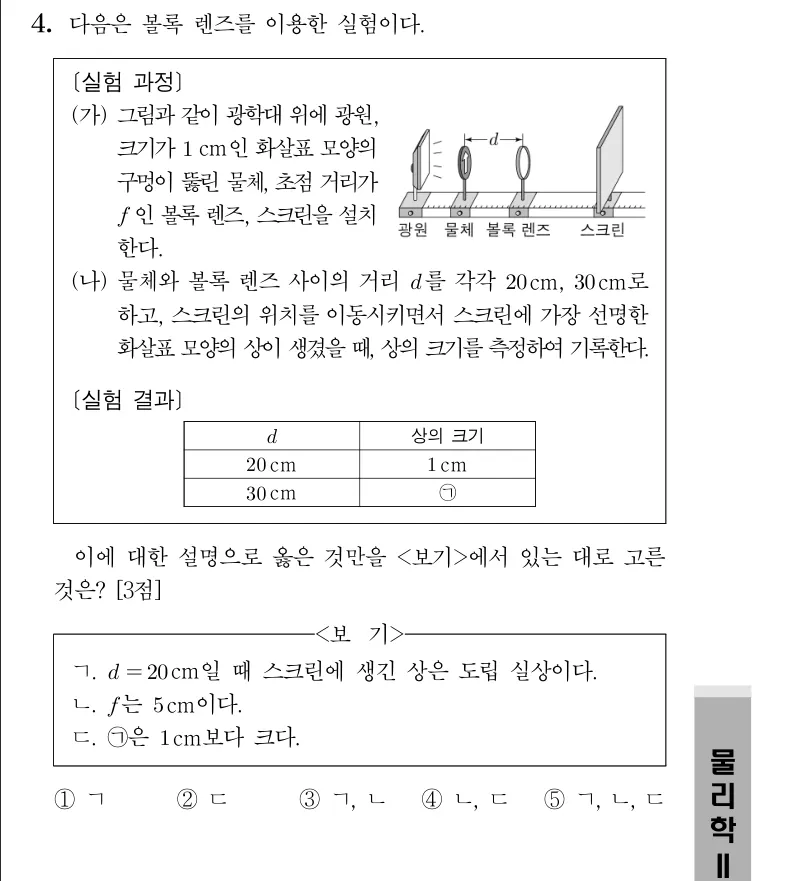 4. 다음은 볼록 렌즈를 이용한 실험이다.
〔실험 과정〕
(가) 그림과 같이 광학대 위에 광원,
크기가 1 cm인 화살표 모양의
구멍이 뚫린 물체, 초점 거리가
f 인 볼록 렌즈, 스크린을 설치
한다.
d
광원 물체 볼록 렌즈 스크린
(나) 물체와 볼록 렌즈 사이의 거리 d를 각각 20cm, 30cm로
하고, 스크린의 위치를 이동시키면서 스크린에 가장 선명한
화살표 모양의 상이 생겼을 때, 상의 크기를 측정하여 기록한다.
〔실험 결과〕
d 상의 크기
20cm 1cm
30cm ㉠
이에 대한 설명으로 옳은 것만을 <보기>에서 있는 대로 고른
것은? [3점]
<보 기>
ㄱ. d=20cm일 때 스크린에 생긴 상은 도립 실상이다.
ㄴ. f는 5cm이다.
ㄷ. ㉠은 1cm보다 크다.
① ㄱ ② ㄷ ③ ㄱ, ㄴ ④ ㄴ, ㄷ ⑤ ㄱ, ㄴ, ㄷ
물리학 Ⅱ